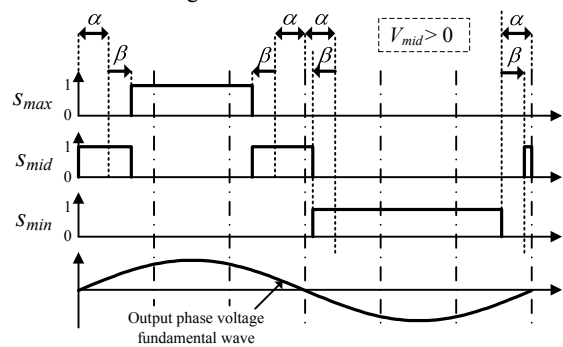 α α α α
V_mid > 0
β β β β
1
s_max
0
1
s_mid
0
1
s_min
0
Output phase voltage
fundamental wave